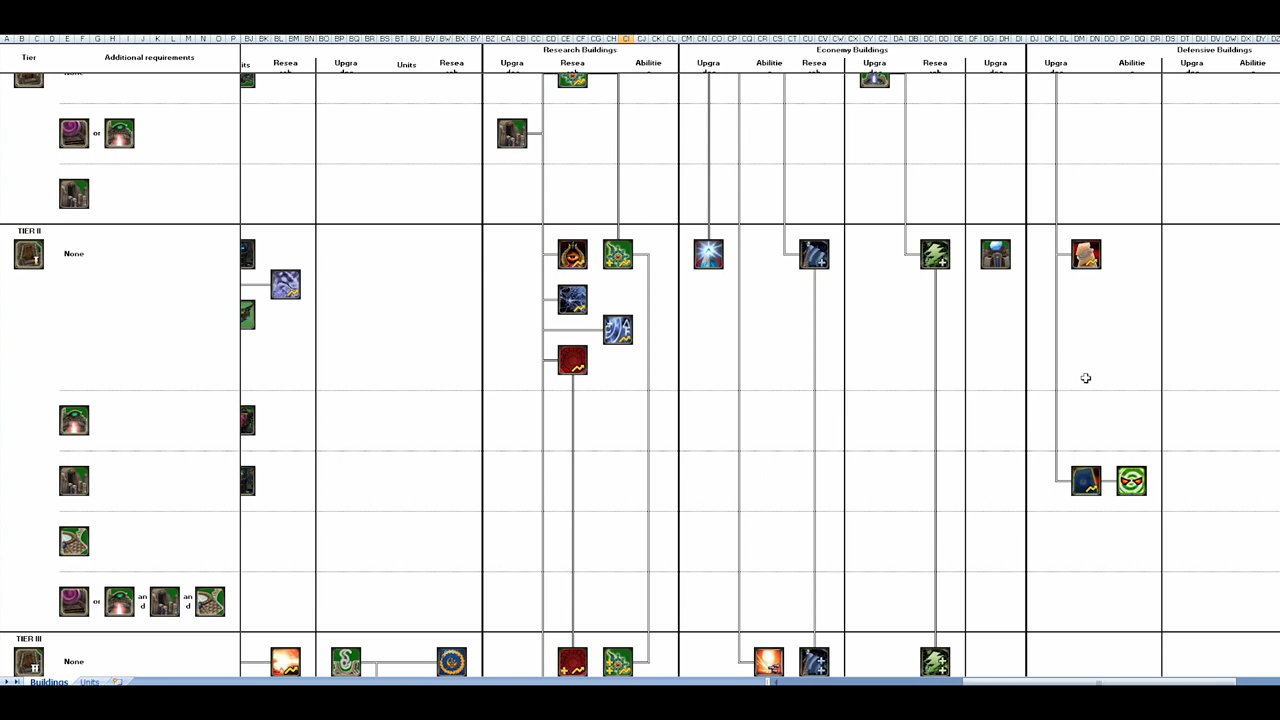 A B C D E F G H I J K L M N O P BJ BK BL BM BN BO BP BQ BR BS BT BU BV BW BX BY BZ CA CB CC CD CE CF CG CH CI CJ CK CL CM CN CO CP CQ CR CS CT CU CV CW CX CY CZ DA DB DC DD DE DF DG DH DI DJ DK DL DM DN DO DP DQ DR DS DT DU DV DW DX DY DZ
Research Buildings Economy Buildings Defensive Buildings
Tier Additional requirements
Units Resea Upgra Abilitie Upgra Abilitie Resea Upgra Resea Upgra Upgra Abilitie Upgra Abilitie
or
TIER II
None
or an d an d
TIER III
None
Buildings Units